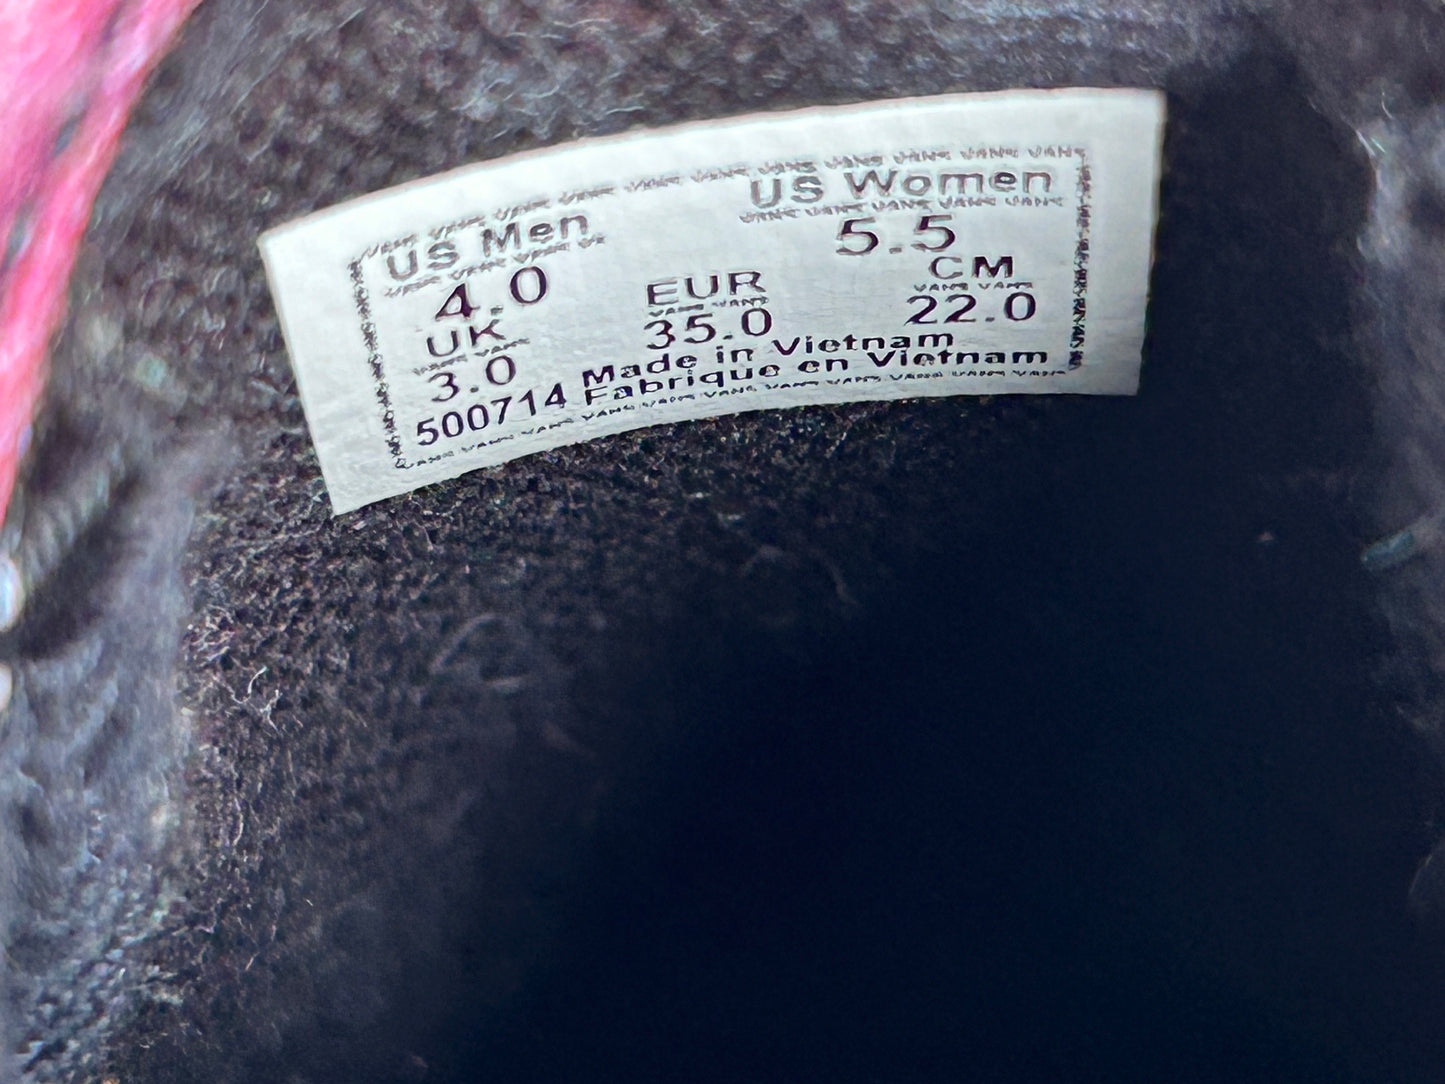 US Men US Women
4.0 5.5
UK EUR CM
3.0 35.0 22.0
Made in Vietnam
500714 Fabrique en Vietnam